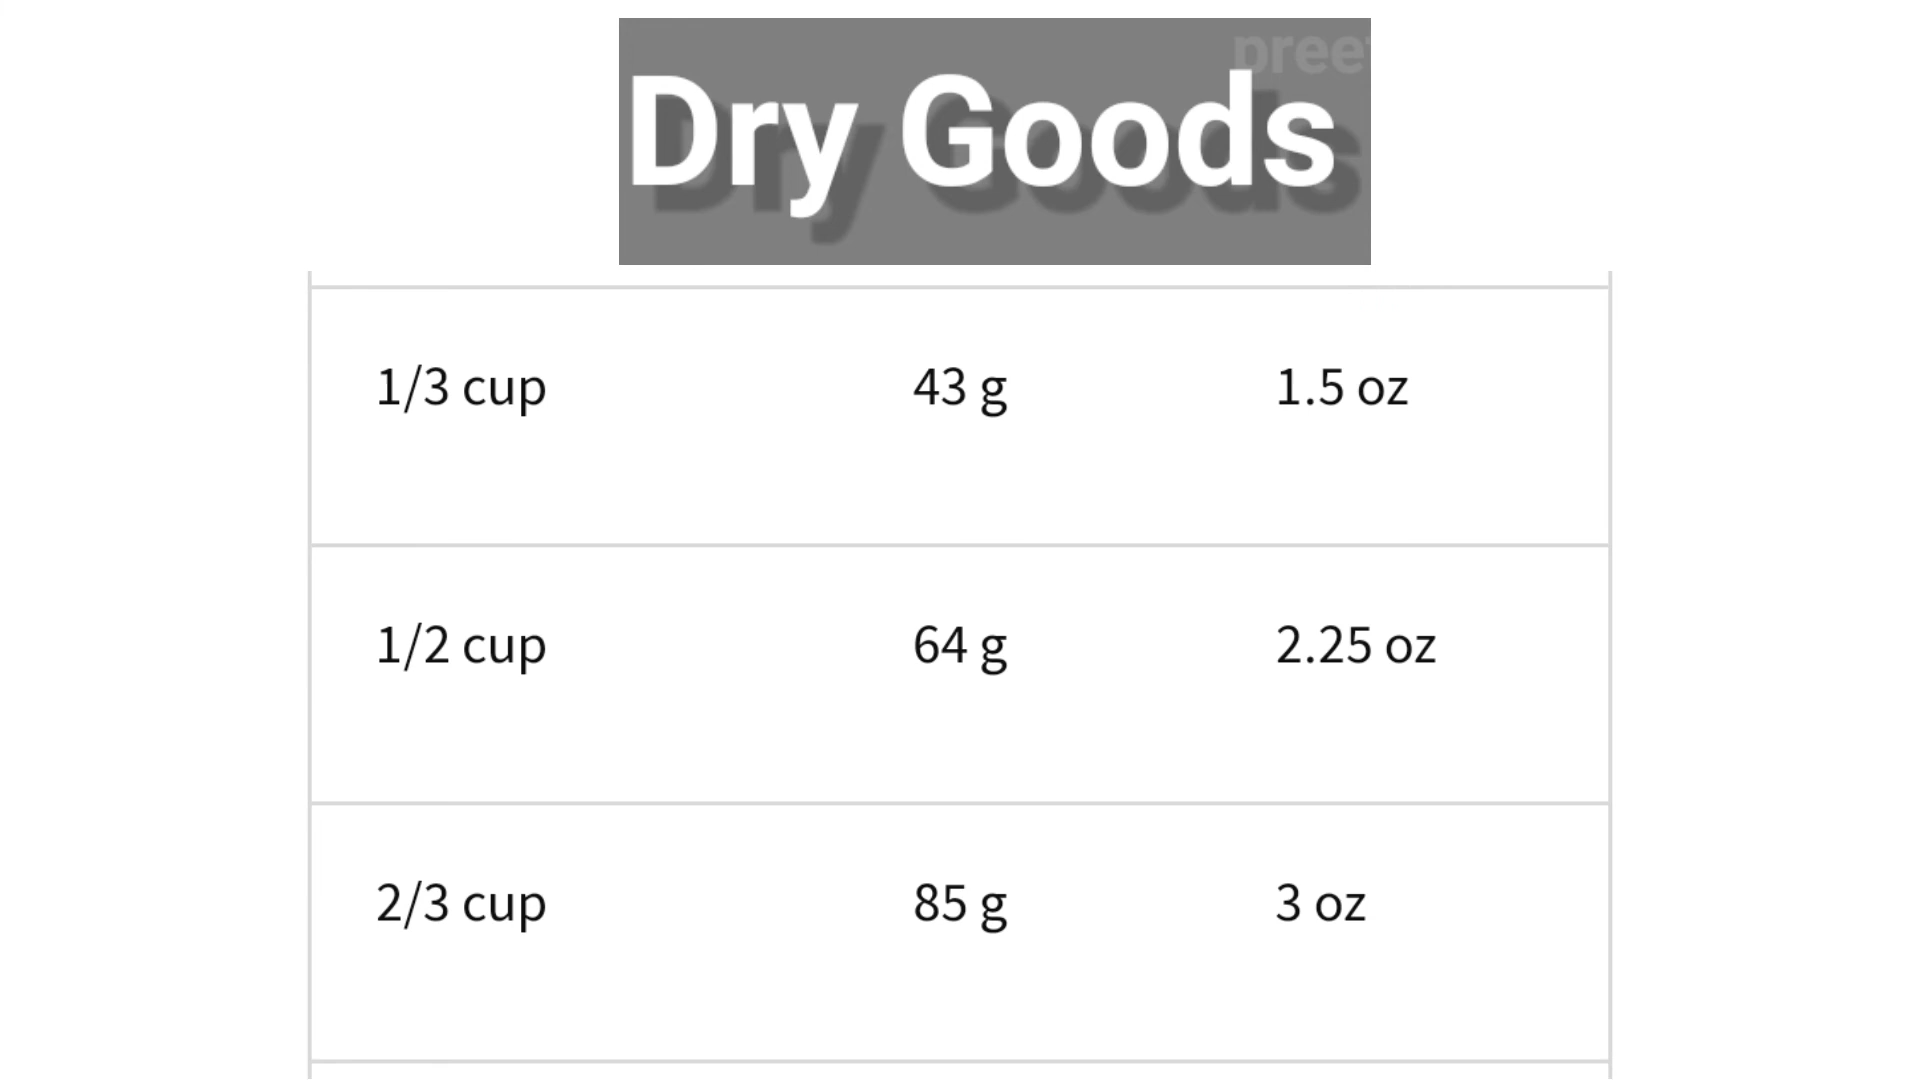 Dry Goods
1/3 cup 43 g 1.5 oz
1/2 cup 64 g 2.25 oz
2/3 cup 85 g 3 oz